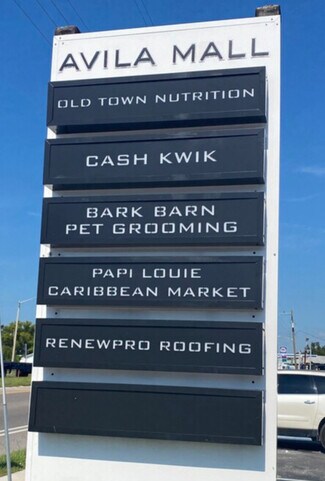 AVILA MALL
OLD TOWN NUTRITION
CASH KWIK
BARK BARN
PET GROOMING
PAPI LOUIE
CARIBBEAN MARKET
RENEWPRO ROOFING